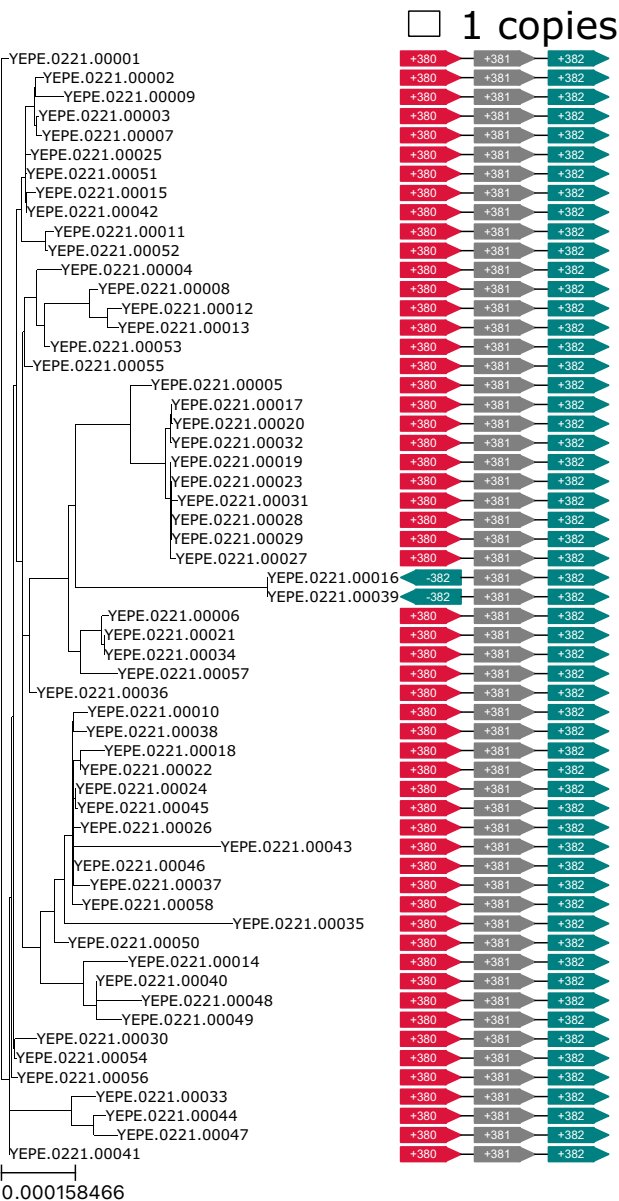 1 copies
YEPE.0221.00001 +380 +381 +382
YEPE.0221.00002 +380 +381 +382
YEPE.0221.00009 +380 +381 +382
YEPE.0221.00003 +380 +381 +382
YEPE.0221.00007 +380 +381 +382
YEPE.0221.00025 +380 +381 +382
YEPE.0221.00051 +380 +381 +382
YEPE.0221.00015 +380 +381 +382
YEPE.0221.00042 +380 +381 +382
YEPE.0221.00011 +380 +381 +382
YEPE.0221.00052 +380 +381 +382
YEPE.0221.00004 +380 +381 +382
YEPE.0221.00008 +380 +381 +382
YEPE.0221.00012 +380 +381 +382
YEPE.0221.00013 +380 +381 +382
YEPE.0221.00053 +380 +381 +382
YEPE.0221.00055 +380 +381 +382
YEPE.0221.00005 +380 +381 +382
YEPE.0221.00017 +380 +381 +382
YEPE.0221.00020 +380 +381 +382
YEPE.0221.00032 +380 +381 +382
YEPE.0221.00019 +380 +381 +382
YEPE.0221.00023 +380 +381 +382
YEPE.0221.00031 +380 +381 +382
YEPE.0221.00028 +380 +381 +382
YEPE.0221.00029 +380 +381 +382
YEPE.0221.00027 +380 +381 +382
YEPE.0221.00016 -382 +381 +382
YEPE.0221.00039 -382 +381 +382
YEPE.0221.00006 +380 +381 +382
YEPE.0221.00021 +380 +381 +382
YEPE.0221.00034 +380 +381 +382
YEPE.0221.00057 +380 +381 +382
YEPE.0221.00036 +380 +381 +382
YEPE.0221.00010 +380 +381 +382
YEPE.0221.00038 +380 +381 +382
YEPE.0221.00018 +380 +381 +382
YEPE.0221.00022 +380 +381 +382
YEPE.0221.00024 +380 +381 +382
YEPE.0221.00045 +380 +381 +382
YEPE.0221.00026 +380 +381 +382
YEPE.0221.00043 +380 +381 +382
YEPE.0221.00046 +380 +381 +382
YEPE.0221.00037 +380 +381 +382
YEPE.0221.00058 +380 +381 +382
YEPE.0221.00035 +380 +381 +382
YEPE.0221.00050 +380 +381 +382
YEPE.0221.00014 +380 +381 +382
YEPE.0221.00040 +380 +381 +382
YEPE.0221.00048 +380 +381 +382
YEPE.0221.00049 +380 +381 +382
YEPE.0221.00030 +380 +381 +382
YEPE.0221.00054 +380 +381 +382
YEPE.0221.00056 +380 +381 +382
YEPE.0221.00033 +380 +381 +382
YEPE.0221.00044 +380 +381 +382
YEPE.0221.00047 +380 +381 +382
YEPE.0221.00041 +380 +381 +382
0.000158466